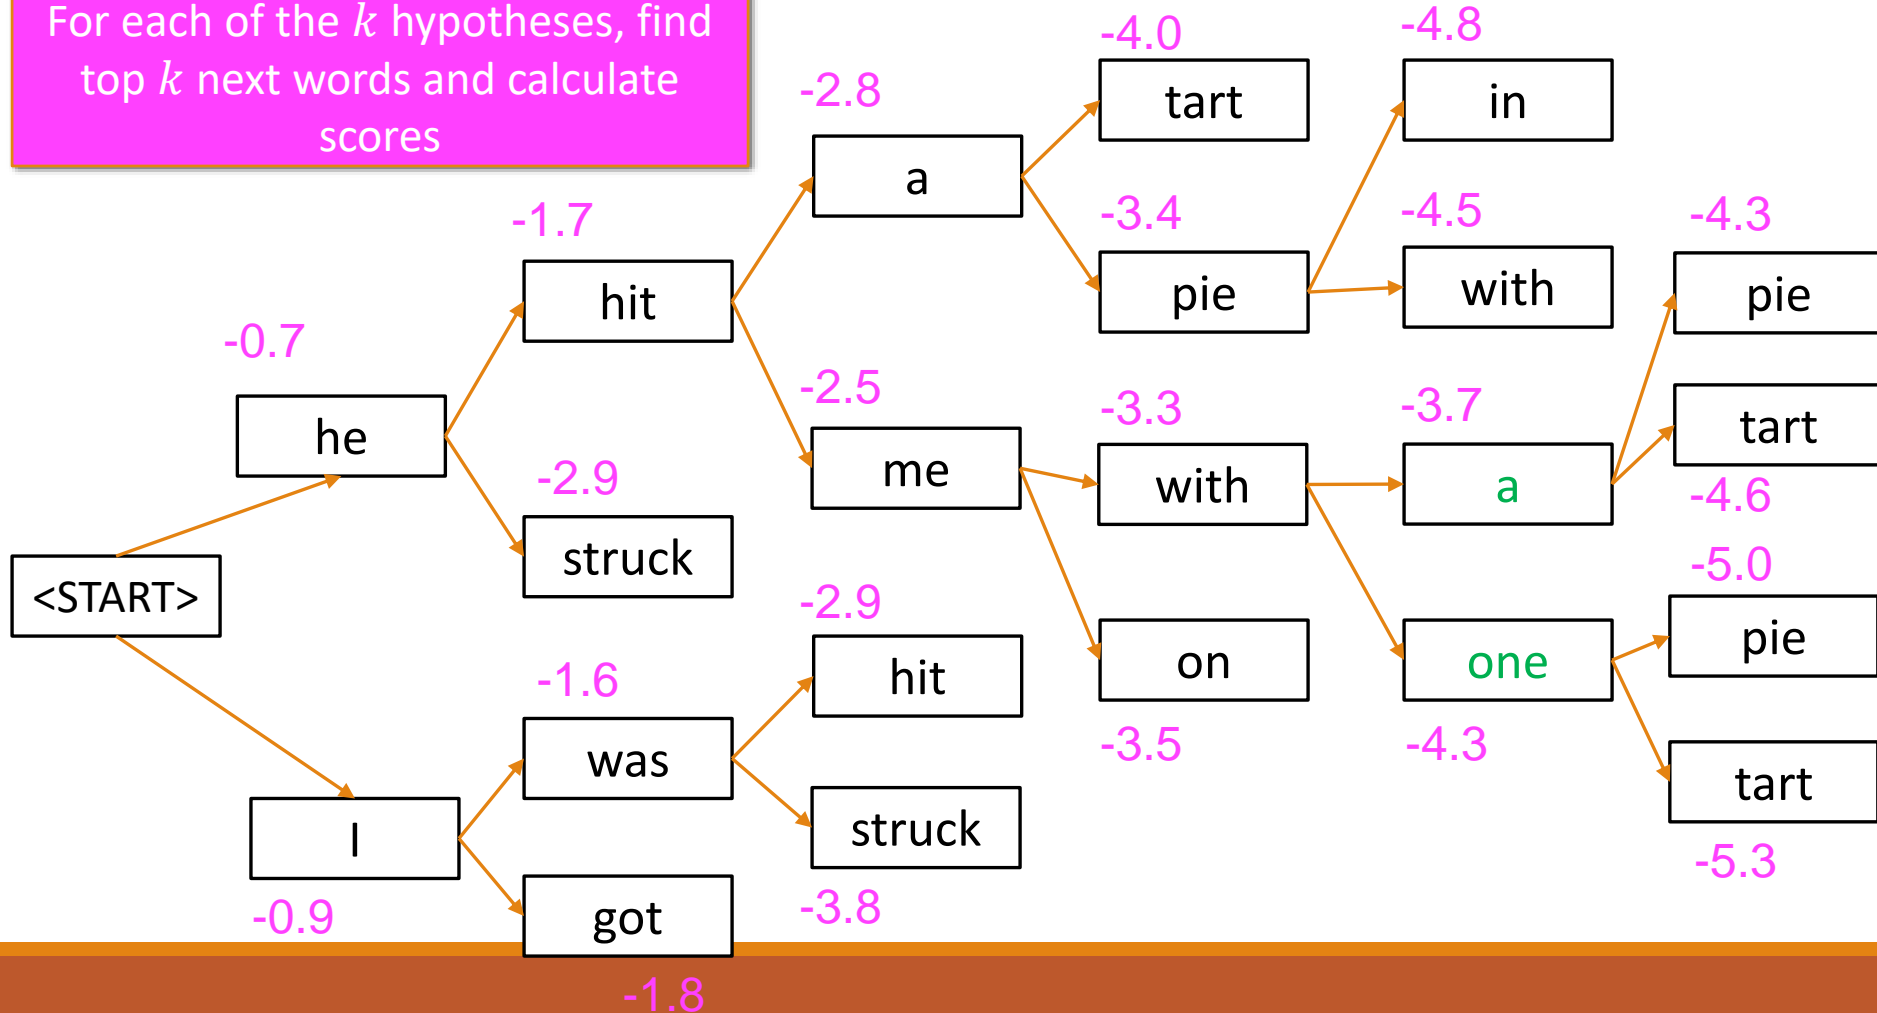 For each of the k hypotheses, find
top k next words and calculate
scores
-4.0
-4.8
-2.8
tart
in
a
-1.7
-3.4
-4.5
-4.3
hit
pie
with
pie
-0.7
-2.5
-3.3
-3.7
he
me
with
a
tart
-2.9
-4.6
struck
<START>
-2.9
-5.0
-1.6
hit
on
one
pie
was
-3.5
-4.3
I
struck
tart
-0.9
got
-3.8
-5.3
-1.8